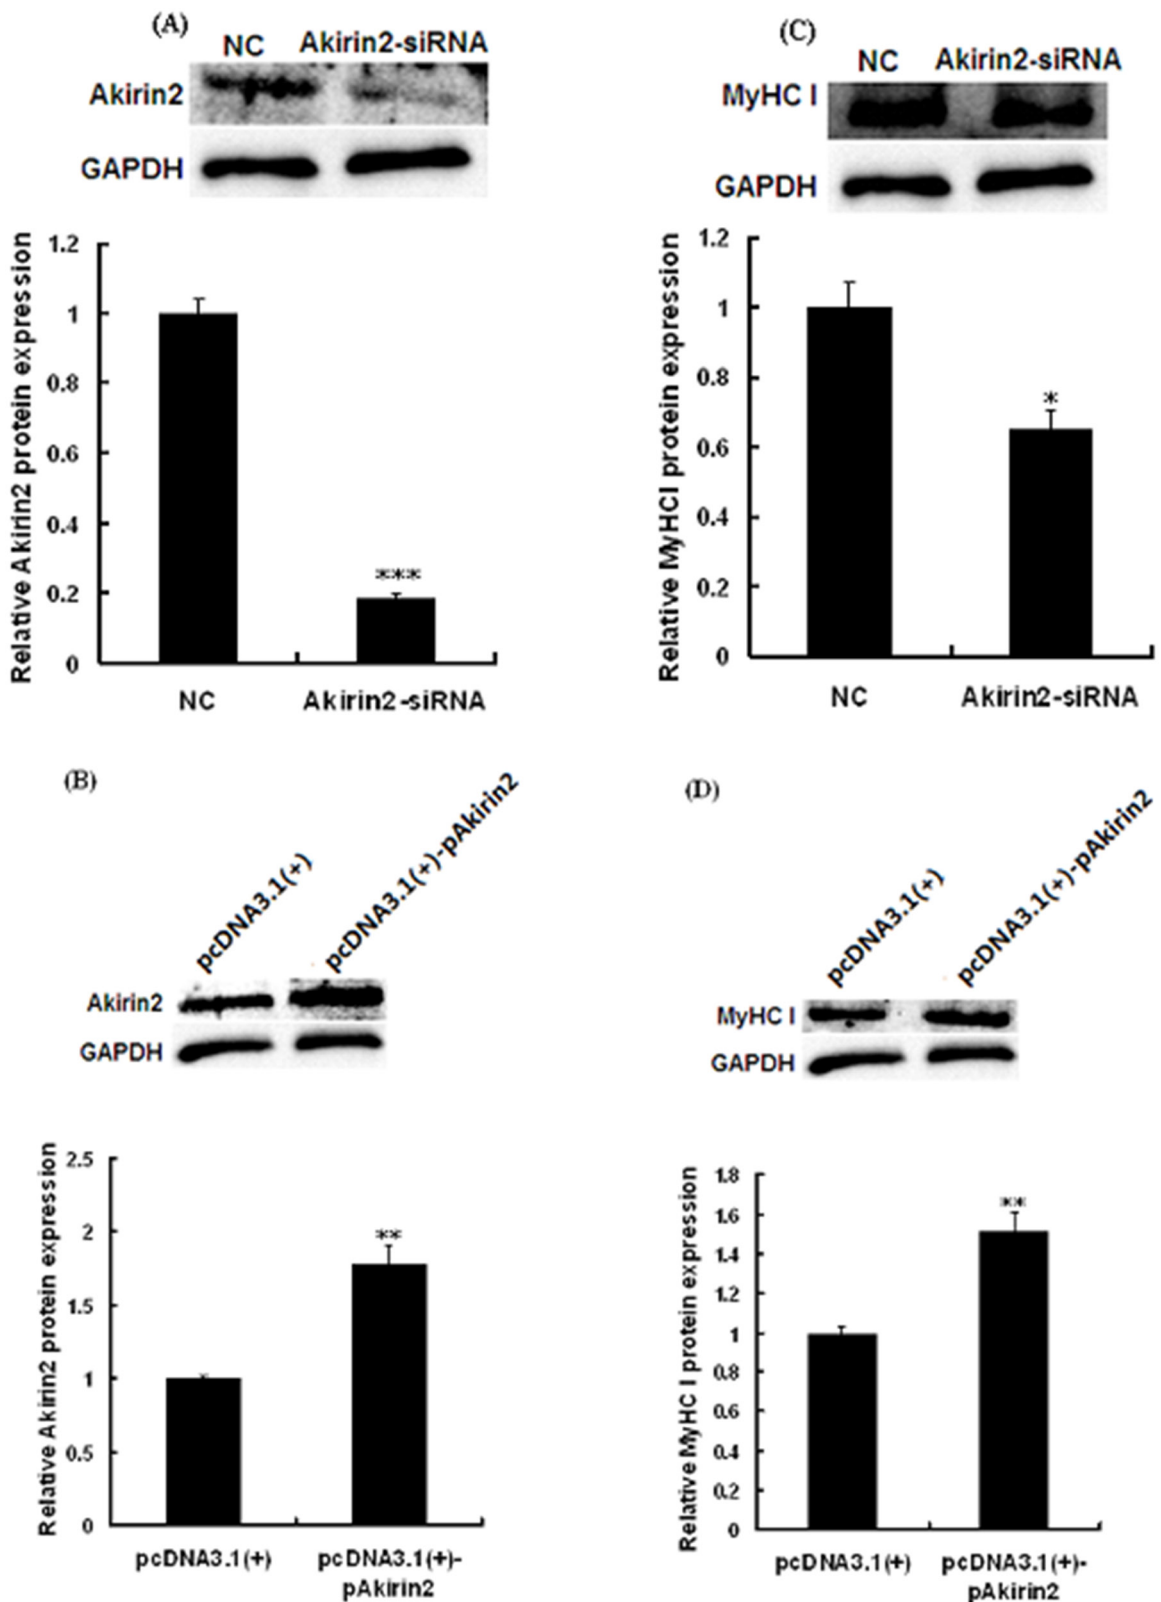 (A)
NC Akirin2-siRNA
Akirin2
GAPDH
Relative Akirin2 protein expression
1.2
1
0.8
0.6
0.4
0.2
0
***
NC Akirin2-siRNA
(C)
NC Akirin2-siRNA
MyHC I
GAPDH
Relative MyHCI protein expression
1.2
1
0.8
0.6
0.4
0.2
0
*
NC Akirin2-siRNA
(B)
pcDNA3.1(+)
pcDNA3.1(+)-pAkirin2
Akirin2
GAPDH
Relative Akirin2 protein expression
2.5
2
1.5
1
0.5
0
**
pcDNA3.1(+)
pcDNA3.1(+)-
pAkirin2
(D)
pcDNA3.1(+)
pcDNA3.1(+)-pAkirin2
MyHC I
GAPDH
Relative MyHC I protein expression
1.8
1.6
1.4
1.2
1
0.8
0.6
0.4
0.2
0
**
pcDNA3.1(+)
pcDNA3.1(+)-
pAkirin2